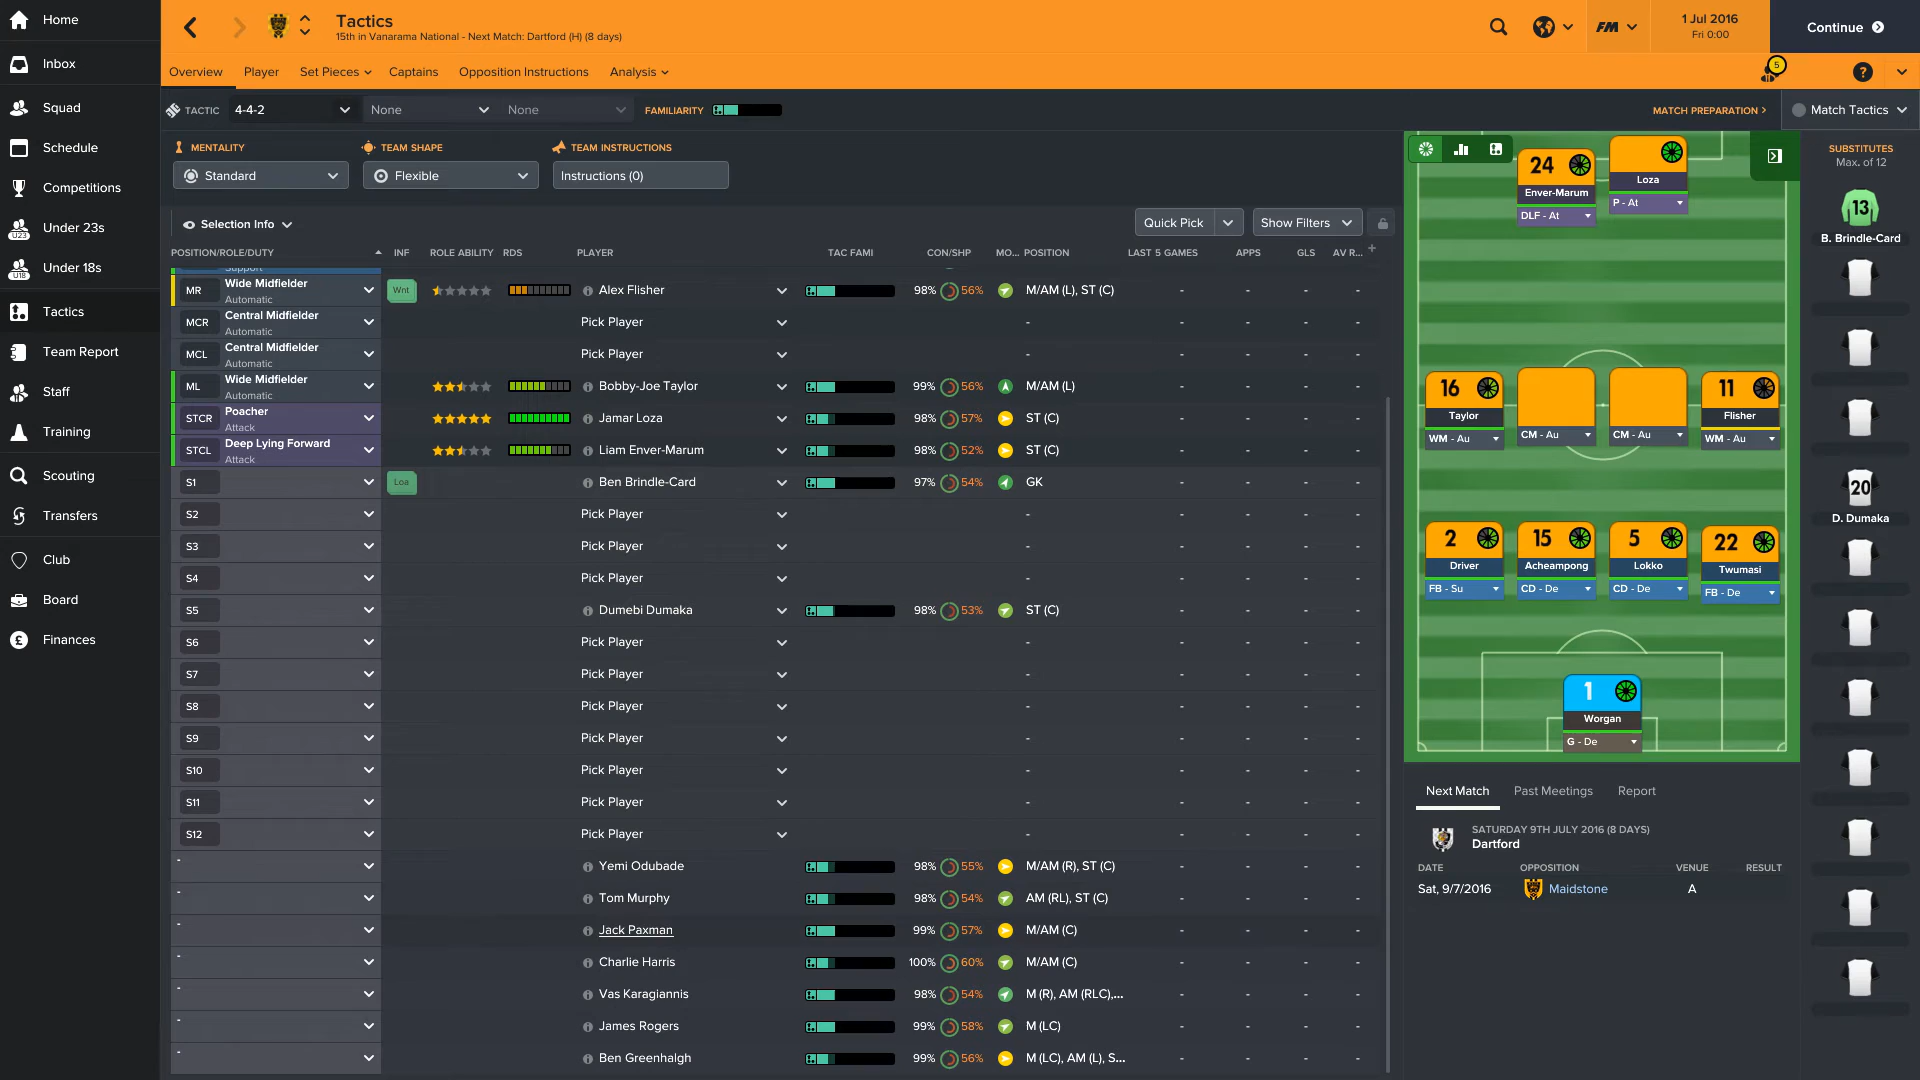 Home
Inbox
Squad
Schedule
Competitions
Under 23s
U23
Under 18s
U18
Tactics
Team Report
Staff
Training
Scouting
Transfers
Club
Board
Finances
Tactics
15th in Vanarama National - Next Match: Dartford (H) (8 days)
FM
1 Jul 2016
Fri 0:00
Continue
Overview Player Set Pieces Captains Opposition Instructions Analysis
5
?
TACTIC 4-4-2 None None FAMILIARITY
MATCH PREPARATION > Match Tactics
MENTALITY TEAM SHAPE TEAM INSTRUCTIONS
Standard Flexible Instructions (0)
Selection Info
Quick Pick Show Filters
POSITION/ROLE/DUTY INF ROLE ABILITY RDS PLAYER TAC FAMI CON/SHP MO... POSITION LAST 5 GAMES APPS GLS AV R... +
Support
MR Wide Midfielder Automatic Wnt Alex Flisher 98% 56% M/AM (L), ST (C) - - - -
MCR Central Midfielder Automatic Pick Player - - - - -
MCL Central Midfielder Automatic Pick Player - - - - -
ML Wide Midfielder Automatic Bobby-Joe Taylor 99% 56% M/AM (L) - - - -
STCR Poacher Attack Jamar Loza 98% 57% ST (C) - - - -
STCL Deep Lying Forward Attack Liam Enver-Marum 98% 52% ST (C) - - - -
S1 Loa Ben Brindle-Card 97% 54% GK - - - -
S2 Pick Player - - - - -
S3 Pick Player - - - - -
S4 Pick Player - - - - -
S5 Dumebi Dumaka 98% 53% ST (C) - - - -
S6 Pick Player - - - - -
S7 Pick Player - - - - -
S8 Pick Player - - - - -
S9 Pick Player - - - - -
S10 Pick Player - - - - -
S11 Pick Player - - - - -
S12 Pick Player - - - - -
- Yemi Odubade 98% 55% M/AM (R), ST (C) - - - -
- Tom Murphy 98% 54% AM (RL), ST (C) - - - -
- Jack Paxman 99% 57% M/AM (C) - - - -
- Charlie Harris 100% 60% M/AM (C) - - - -
- Vas Karagiannis 98% 54% M (R), AM (RLC),... - - - -
- James Rogers 99% 58% M (LC) - - - -
- Ben Greenhalgh 99% 56% M (LC), AM (L), S... - - - -
24
Enver-Marum Loza
DLF - At P - At
16 11
Taylor Flisher
WM - Au CM - Au CM - Au WM - Au
2 15 5 22
Driver Acheampong Lokko Twumasi
FB - Su CD - De CD - De FB - De
1
Worgan
G - De
Next Match Past Meetings Report
SATURDAY 9TH JULY 2016 (8 DAYS)
Dartford
DATE OPPOSITION VENUE RESULT
Sat, 9/7/2016 Maidstone A
SUBSTITUTES
Max. of 12
13
B. Brindle-Card
20
D. Dumaka